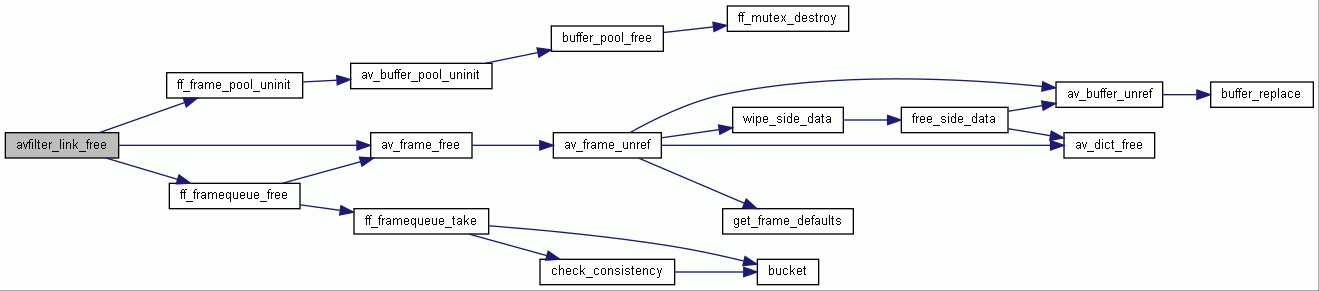 ff_mutex_destroy
buffer_pool_free
av_buffer_pool_uninit
ff_frame_pool_uninit
av_buffer_unref
buffer_replace
wipe_side_data
free_side_data
avfilter_link_free
av_frame_free
av_frame_unref
av_dict_free
ff_framequeue_free
ff_framequeue_take
get_frame_defaults
check_consistency
bucket